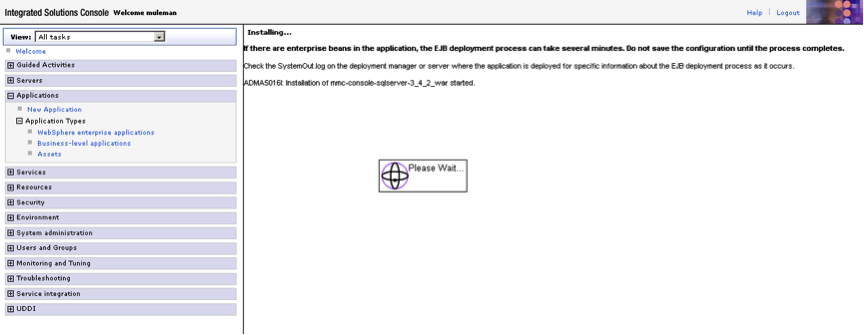 Integrated Solutions Console Welcome muleman
Help Logout
View: All tasks
Welcome
Guided Activities
Servers
Applications
New Application
Application Types
WebSphere enterprise applications
Business-level applications
Assets
Services
Resources
Security
Environment
System administration
Users and Groups
Monitoring and Tuning
Troubleshooting
Service integration
UDDI
Installing...
If there are enterprise beans in the application, the EJB deployment process can take several minutes. Do not save the configuration until the process completes.
Check the SystemOut.log on the deployment manager or server where the application is deployed for specific information about the EJB deployment process as it occurs.
ADMA5016I: Installation of mmc-console-sqlserver-3_4_2_war started.
Please Wait...